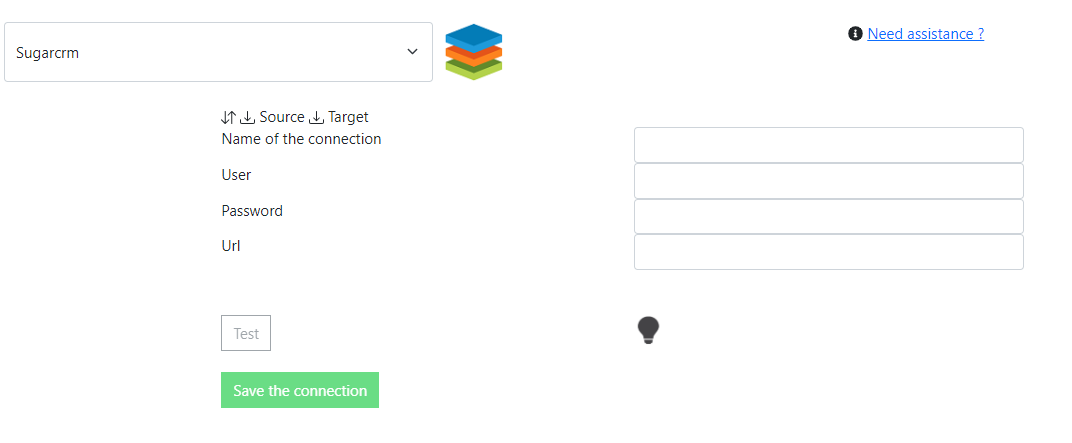 Sugarcrm
Need assistance ?
Source Target
Name of the connection
User
Password
Url
Test
Save the connection